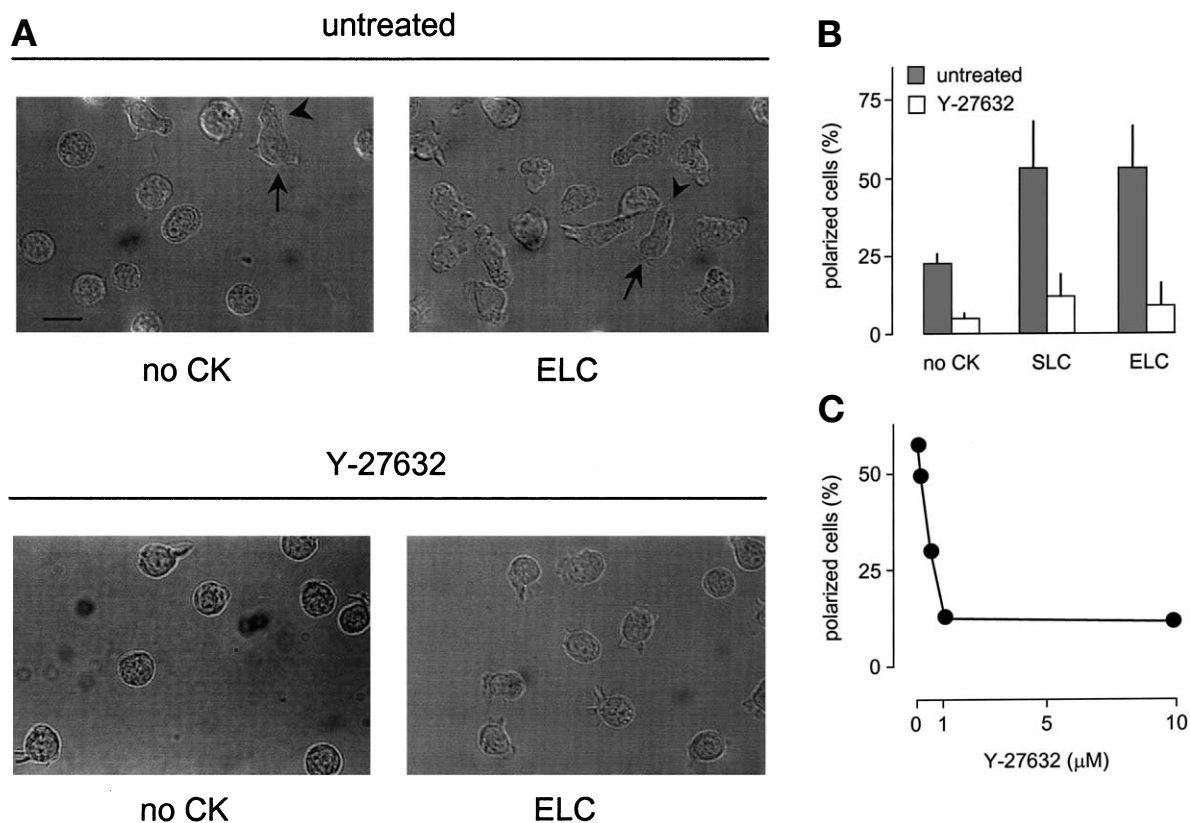 A
untreated
no CK
ELC
Y-27632
no CK
ELC
B
untreated
Y-27632
polarized cells (%)
75
50
25
0
no CK
SLC
ELC
C
polarized cells (%)
50
25
0
0 1 5 10
Y-27632 (μM)